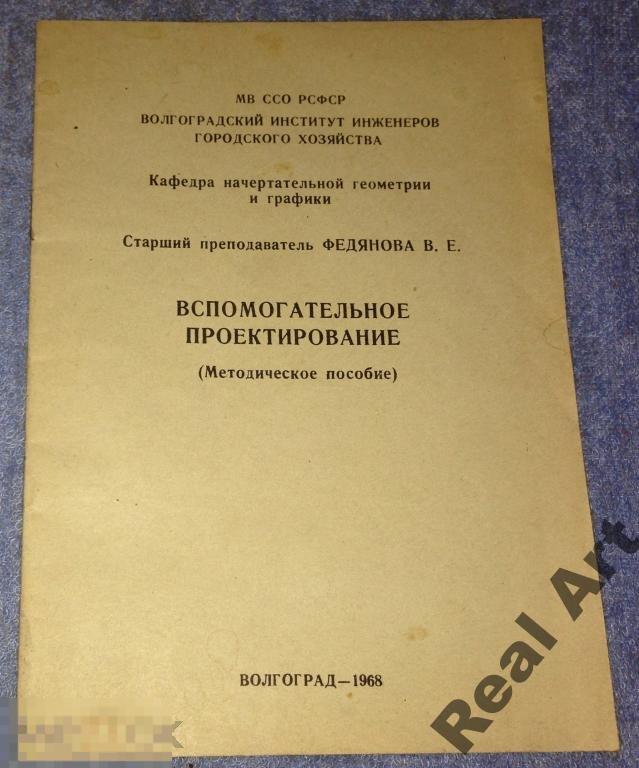 МВ ССО РСФСР
ВОЛГОГРАДСКИЙ ИНСТИТУТ ИНЖЕНЕРОВ
ГОРОДСКОГО ХОЗЯЙСТВА
Кафедра начертательной геометрии
и графики
Старший преподаватель ФЕДЯНОВА В. Е.
ВСПОМОГАТЕЛЬНОЕ
ПРОЕКТИРОВАНИЕ
(Методическое пособие)
ВОЛГОГРАД—1968
Real Art